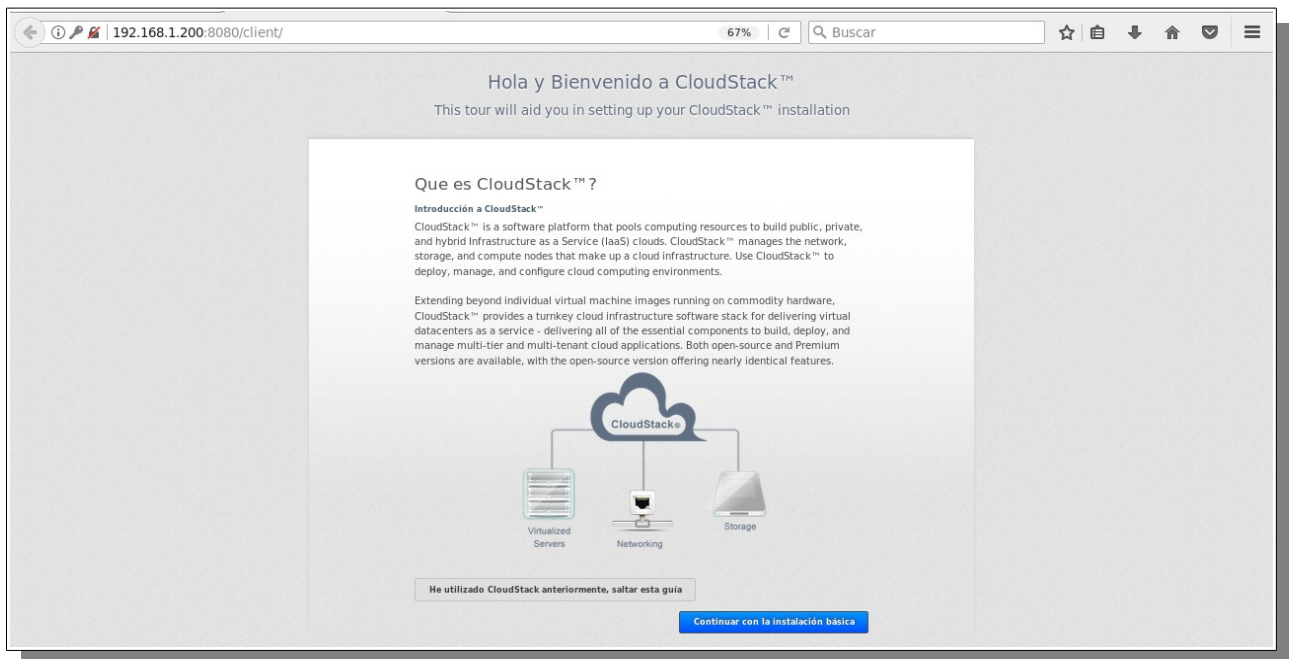 192.168.1.200:8080/client/
67%
Buscar
Hola y Bienvenido a CloudStack™
This tour will aid you in setting up your CloudStack™ installation
Que es CloudStack™?
Introducción a CloudStack™
CloudStack™ is a software platform that pools computing resources to build public, private,
and hybrid Infrastructure as a Service (IaaS) clouds. CloudStack™ manages the network,
storage, and compute nodes that make up a cloud infrastructure. Use CloudStack™ to
deploy, manage, and configure cloud computing environments.
Extending beyond individual virtual machine images running on commodity hardware,
CloudStack™ provides a turnkey cloud infrastructure software stack for delivering virtual
datacenters as a service - delivering all of the essential components to build, deploy, and
manage multi-tier and multi-tenant cloud applications. Both open-source and Premium
versions are available, with the open-source version offering nearly identical features.
CloudStack®
Virtualized
Servers
Networking
Storage
He utilizado CloudStack anteriormente, saltar esta guía
Continuar con la instalación básica